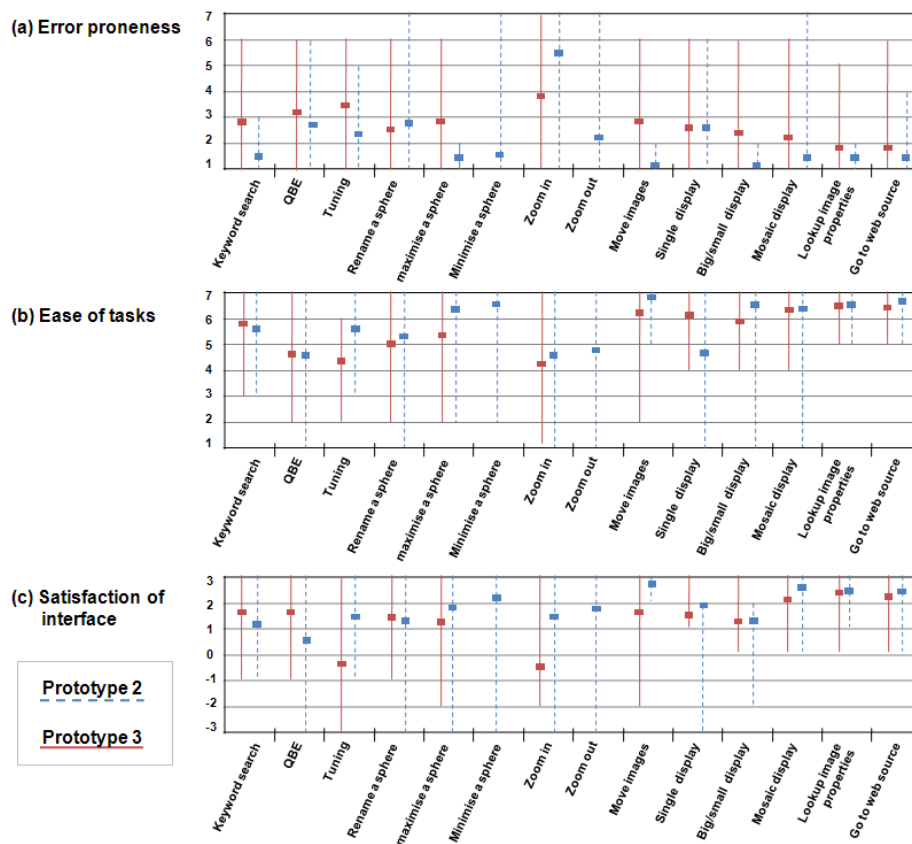 (a) Error proneness
7
6
5
4
3
2
1
Keyword search
QBE
Tuning
Rename a sphere
maximise a sphere
Minimise a sphere
Zoom in
Zoom out
Move images
Single display
Big/small display
Mosaic display
Lookup image
properties
Go to web source
(b) Ease of tasks
7
6
5
4
3
2
1
Keyword search
QBE
Tuning
Rename a sphere
maximise a sphere
Minimise a sphere
Zoom in
Zoom out
Move images
Single display
Big/small display
Mosaic display
Lookup image
properties
Go to web source
(c) Satisfaction of
interface
3
2
1
0
-1
-2
-3
Keyword search
QBE
Tuning
Rename a sphere
maximise a sphere
Minimise a sphere
Zoom in
Zoom out
Move images
Single display
Big/small display
Mosaic display
Lookup image
properties
Go to web source
Prototype 2
Prototype 3